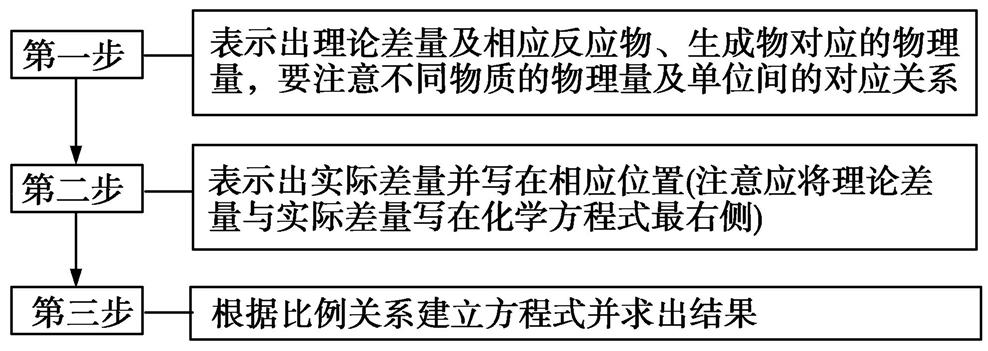 第一步
表示出理论差量及相应反应物、生成物对应的物理
量，要注意不同物质的物理量及单位间的对应关系
第二步
表示出实际差量并写在相应位置(注意应将理论差
量与实际差量写在化学方程式最右侧)
第三步
根据比例关系建立方程式并求出结果